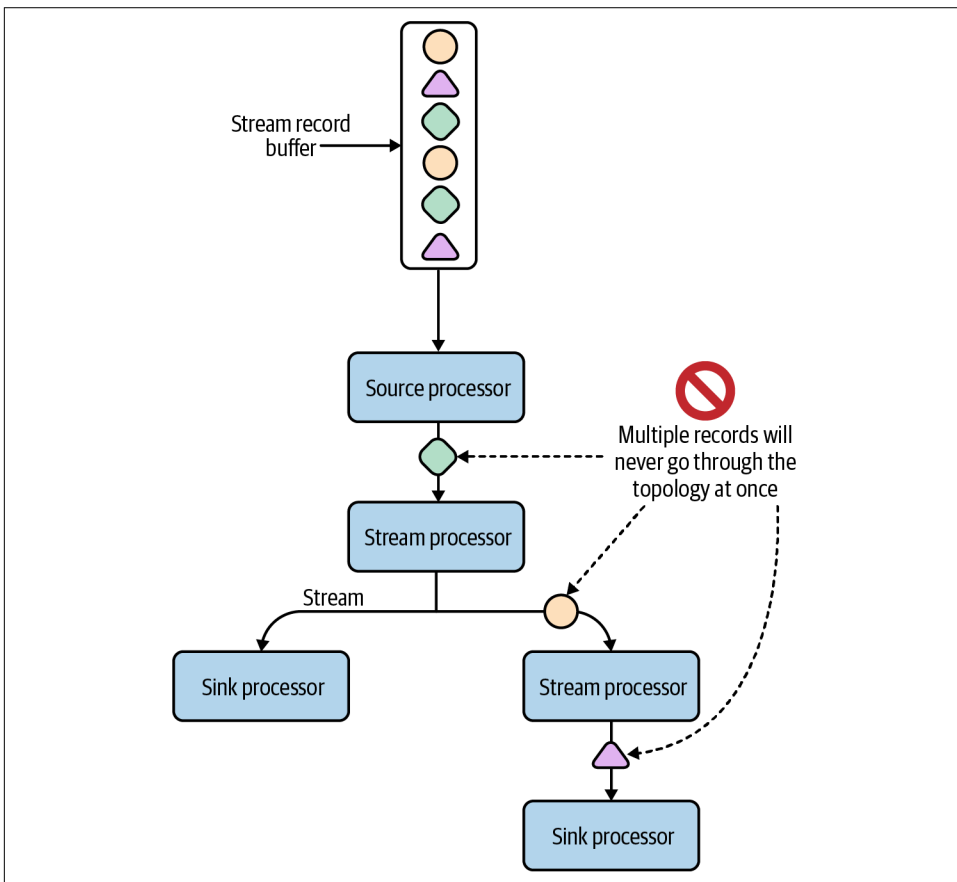 Stream record
buffer
Source processor
Multiple records will
never go through the
topology at once
Stream processor
Stream
Sink processor
Stream processor
Sink processor